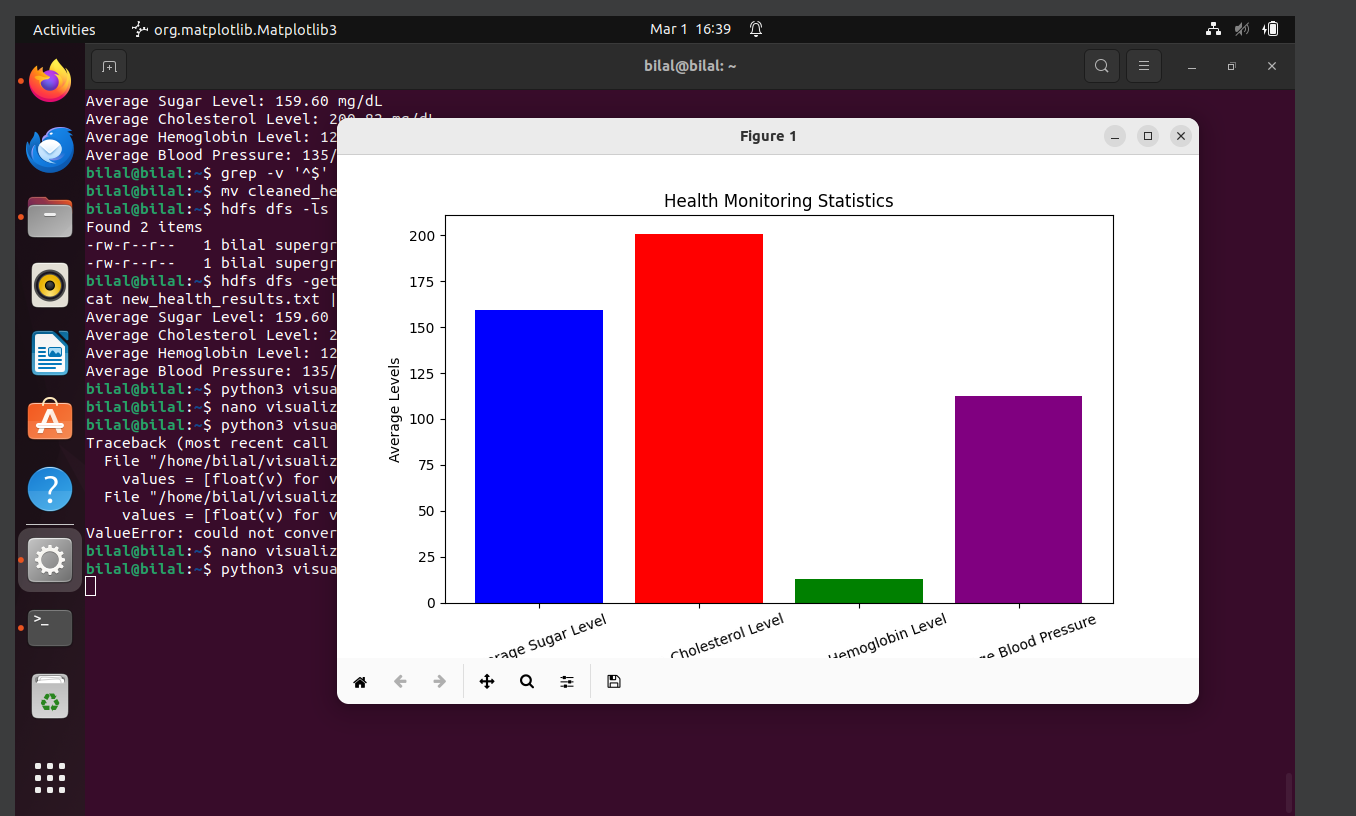 Activities org.matplotlib.Matplotlib3 Mar 1 16:39
bilal@bilal: ~
Average Sugar Level: 159.60 mg/dL
Average Cholesterol Level: 200.82 mg/dL
Average Hemoglobin Level: 12
Average Blood Pressure: 135/
bilal@bilal:~$ grep -v '^$'
bilal@bilal:~$ mv cleaned_he
bilal@bilal:~$ hdfs dfs -ls
Found 2 items
-rw-r--r-- 1 bilal supergr
-rw-r--r-- 1 bilal supergr
bilal@bilal:~$ hdfs dfs -get
cat new_health_results.txt |
Average Sugar Level: 159.60
Average Cholesterol Level: 2
Average Hemoglobin Level: 12
Average Blood Pressure: 135/
bilal@bilal:~$ python3 visua
bilal@bilal:~$ nano visualiz
bilal@bilal:~$ python3 visua
Traceback (most recent call
File "/home/bilal/visualiz
values = [float(v) for v
File "/home/bilal/visualiz
values = [float(v) for v
ValueError: could not conver
bilal@bilal:~$ nano visualiz
bilal@bilal:~$ python3 visua
Figure 1
Health Monitoring Statistics
Average Levels
200
175
150
125
100
75
50
25
0
erage Sugar Level
Cholesterol Level
Hemoglobin Level
ge Blood Pressure